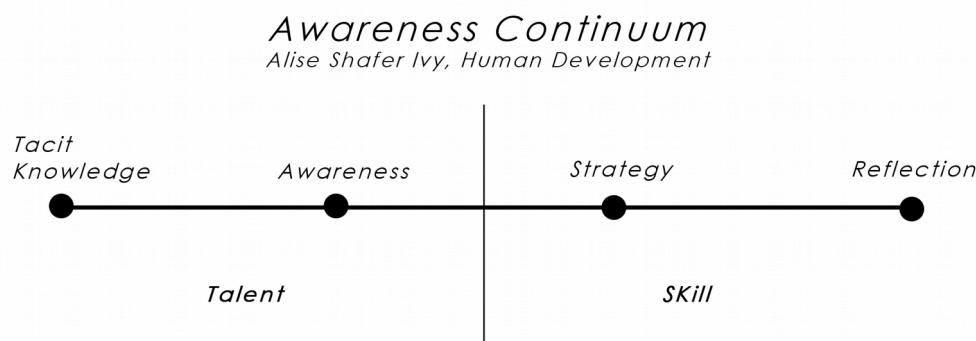 Awareness Continuum
Alise Shafer Ivy, Human Development
Tacit
Knowledge
Awareness
Strategy
Reflection
Talent
SKill